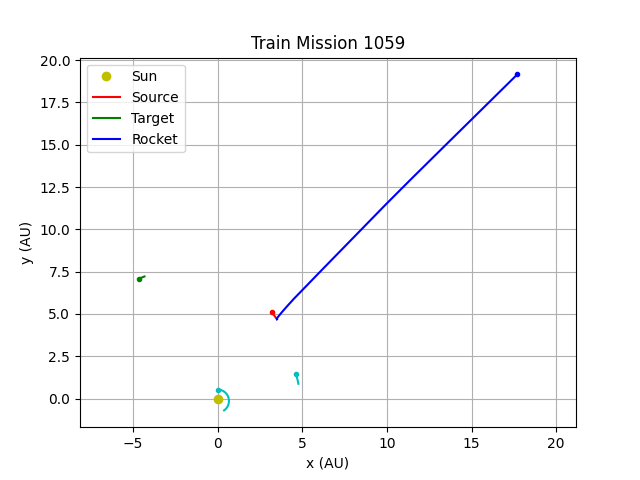 Train Mission 1059
20.0
17.5
15.0
12.5
10.0
7.5
5.0
2.5
0.0
y (AU)
Sun
Source
Target
Rocket
−5 0 5 10 15 20
x (AU)